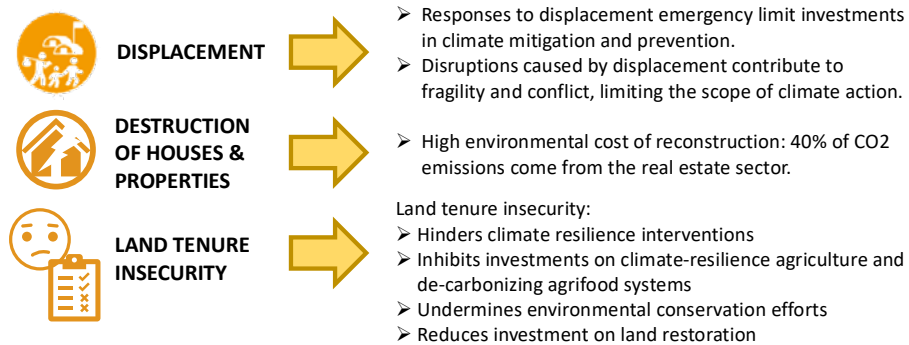 DISPLACEMENT
➢ Responses to displacement emergency limit investments
in climate mitigation and prevention.
➢ Disruptions caused by displacement contribute to
fragility and conflict, limiting the scope of climate action.
DESTRUCTION
OF HOUSES &
PROPERTIES
➢ High environmental cost of reconstruction: 40% of CO2
emissions come from the real estate sector.
LAND TENURE
INSECURITY
Land tenure insecurity:
➢ Hinders climate resilience interventions
➢ Inhibits investments on climate-resilience agriculture and
de-carbonizing agrifood systems
➢ Undermines environmental conservation efforts
➢ Reduces investment on land restoration